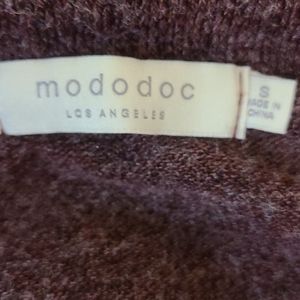 mododoc
LOS ANGELES
S
MADE IN
CHINA